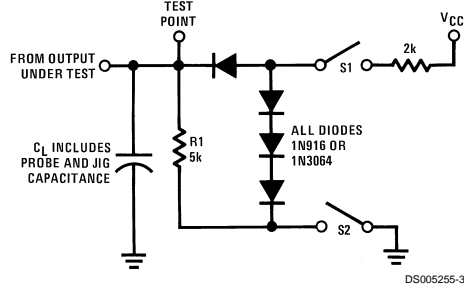 TEST
POINT
VCC
FROM OUTPUT
UNDER TEST
S1
2k
CL INCLUDES
PROBE AND JIG
CAPACITANCE
R1
5k
ALL DIODES
1N916 OR
1N3064
S2
DS005255-3